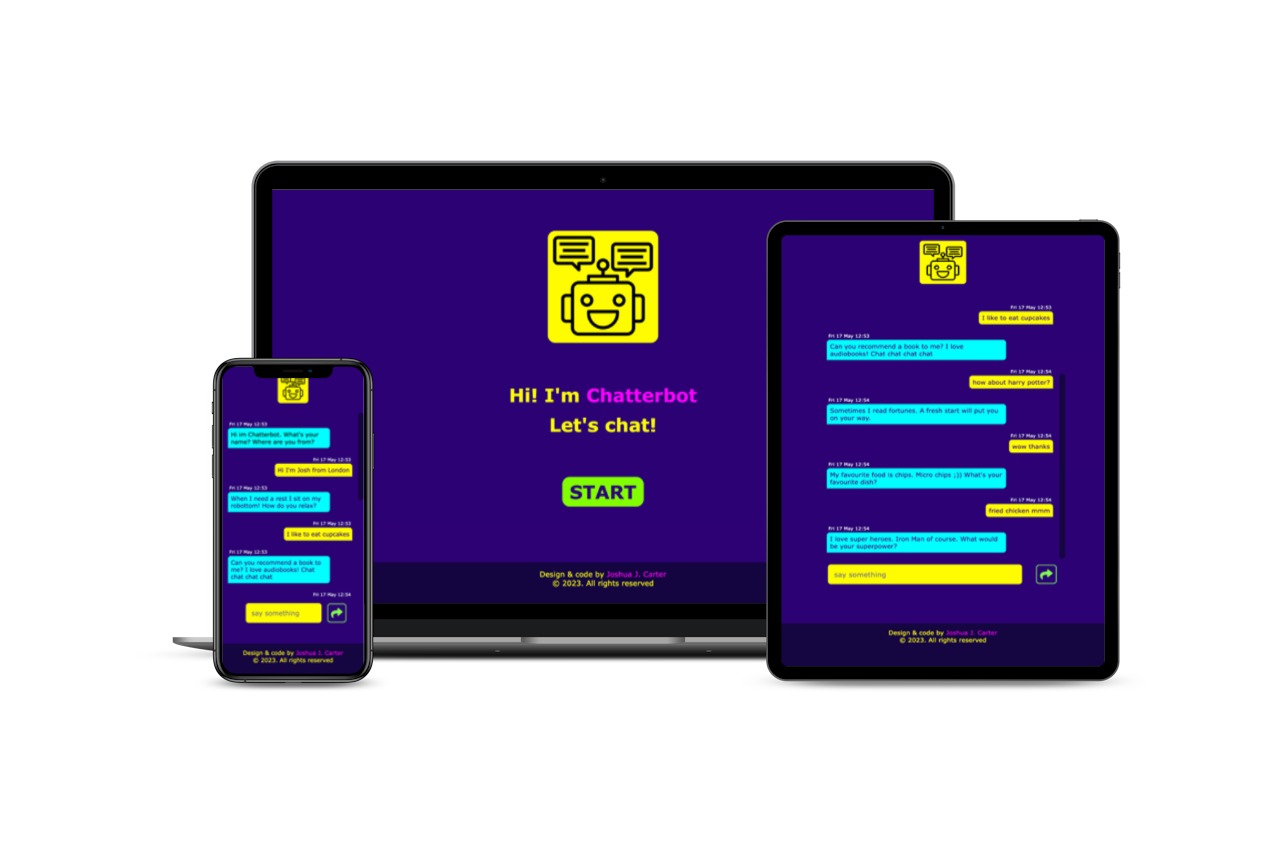 Hi! I'm Chatterbot
Let's chat!
START
Design & code by Joshua J. Carter
© 2023. All rights reserved
Fri 17 May 12:53
Hi im Chatterbot. What's your
name? Where are you from?
Fri 17 May 12:53
Hi I'm Josh from London
Fri 17 May 12:53
When I need a rest I sit on my
robottom! How do you relax?
Fri 17 May 12:53
I like to eat cupcakes
Fri 17 May 12:53
Can you recommend a book to
me? I love audiobooks! Chat
chat chat chat
Fri 17 May 12:54
say something
Design & code by Joshua J. Carter
© 2023. All rights reserved
Fri 17 May 12:53
I like to eat cupcakes
Fri 17 May 12:53
Can you recommend a book to me? I love
audiobooks! Chat chat chat chat
Fri 17 May 12:54
how about harry potter?
Fri 17 May 12:54
Sometimes I read fortunes. A fresh start will put you
on your way.
Fri 17 May 12:54
wow thanks
Fri 17 May 12:54
My favourite food is chips. Micro chips ;)) What's your
favourite dish?
Fri 17 May 12:54
fried chicken mmm
Fri 17 May 12:54
I love super heroes. Iron Man of course. What would
be your superpower?
say something
Design & code by Joshua J. Carter
© 2023. All rights reserved